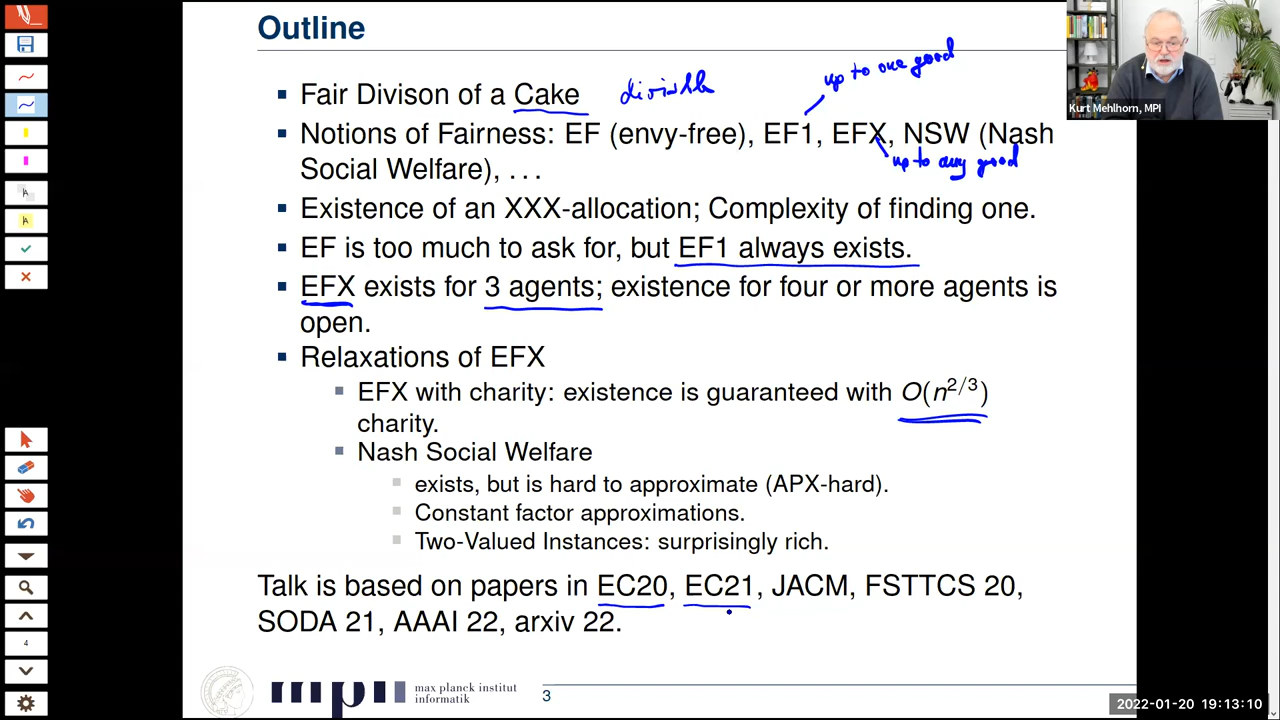 Outline
up to one good
Fair Divison of a Cake divisible
Notions of Fairness: EF (envy-free), EF1, EFX, NSW (Nash
Social Welfare), . . .
up to any good
Existence of an XXX-allocation; Complexity of finding one.
EF is too much to ask for, but EF1 always exists.
EFX exists for 3 agents; existence for four or more agents is
open.
Relaxations of EFX
EFX with charity: existence is guaranteed with O(n^{2/3})
charity.
Nash Social Welfare
exists, but is hard to approximate (APX-hard).
Constant factor approximations.
Two-Valued Instances: surprisingly rich.
Talk is based on papers in EC20, EC21, JACM, FSTTCS 20,
SODA 21, AAAI 22, arxiv 22.
max planck institut
informatik
3
Kurt Mehlhorn, MPI
4
2022-01-20 19:13:10